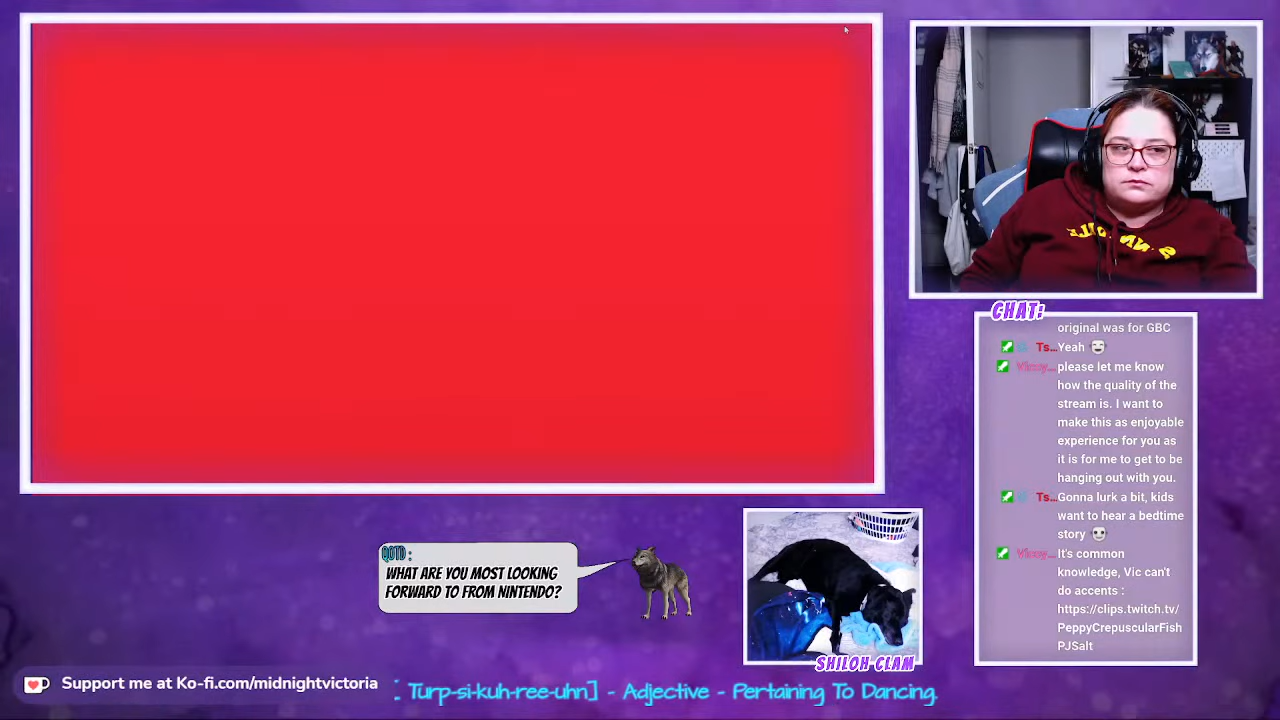 CHAT:
original was for GBC
Ts... Yeah
Vicsy... please let me know
how the quality of the
stream is. I want to
make this as enjoyable
experience for you as
it is for me to get to be
hanging out with you.
Ts... Gonna lurk a bit, kids
want to hear a bedtime
story
It's common
knowledge, Vic can't
do accents :
https://clips.twitch.tv/
PeppyCrepuscularFish
PJSalt
QOTD:
WHAT ARE YOU MOST LOOKING
FORWARD TO FROM NINTENDO?
SHILOH CLAM
Support me at Ko-fi.com/midnightvictoria
: Turp-si-kuh-ree-uhn] - Adjective - Pertaining To Dancing.